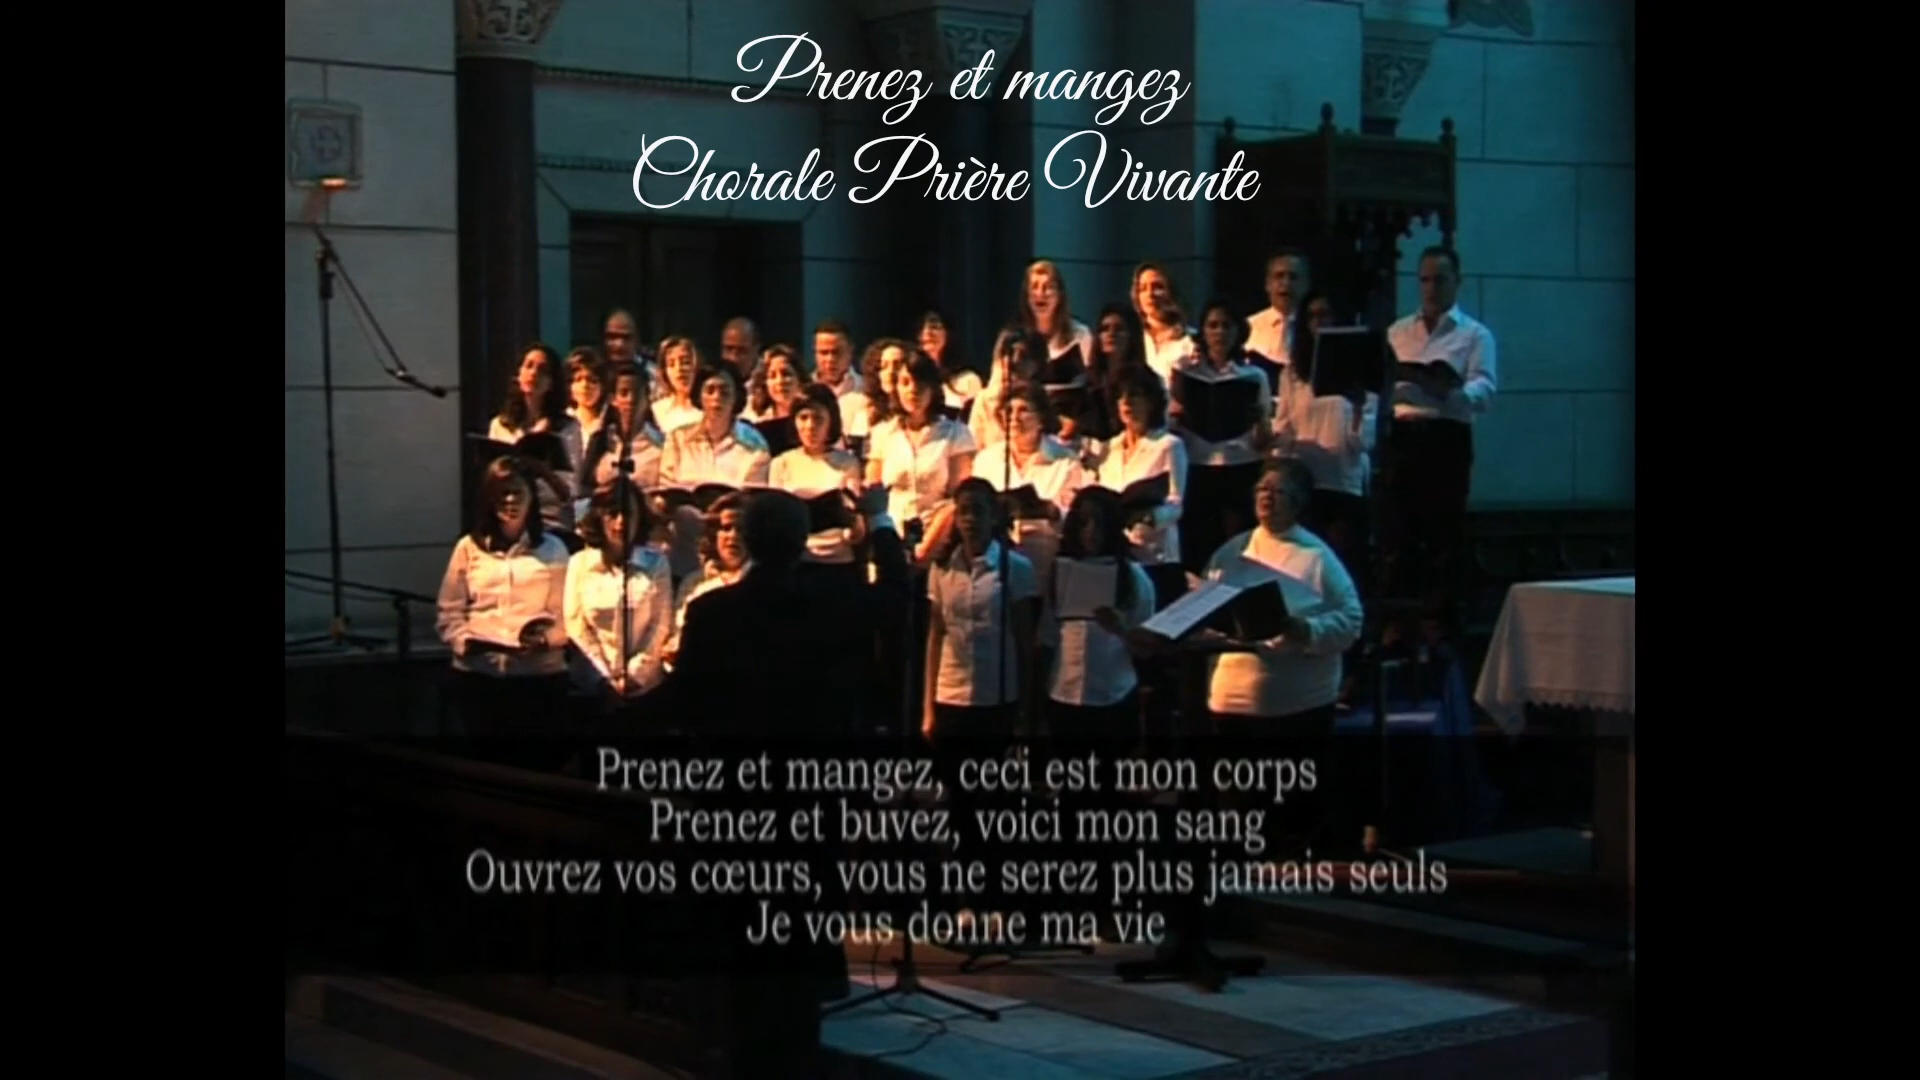 Prenez et mangez
Chorale Prière Vivante
Prenez et mangez, ceci est mon corps
Prenez et buvez, voici mon sang
Ouvrez vos cœurs, vous ne serez plus jamais seuls
Je vous donne ma vie